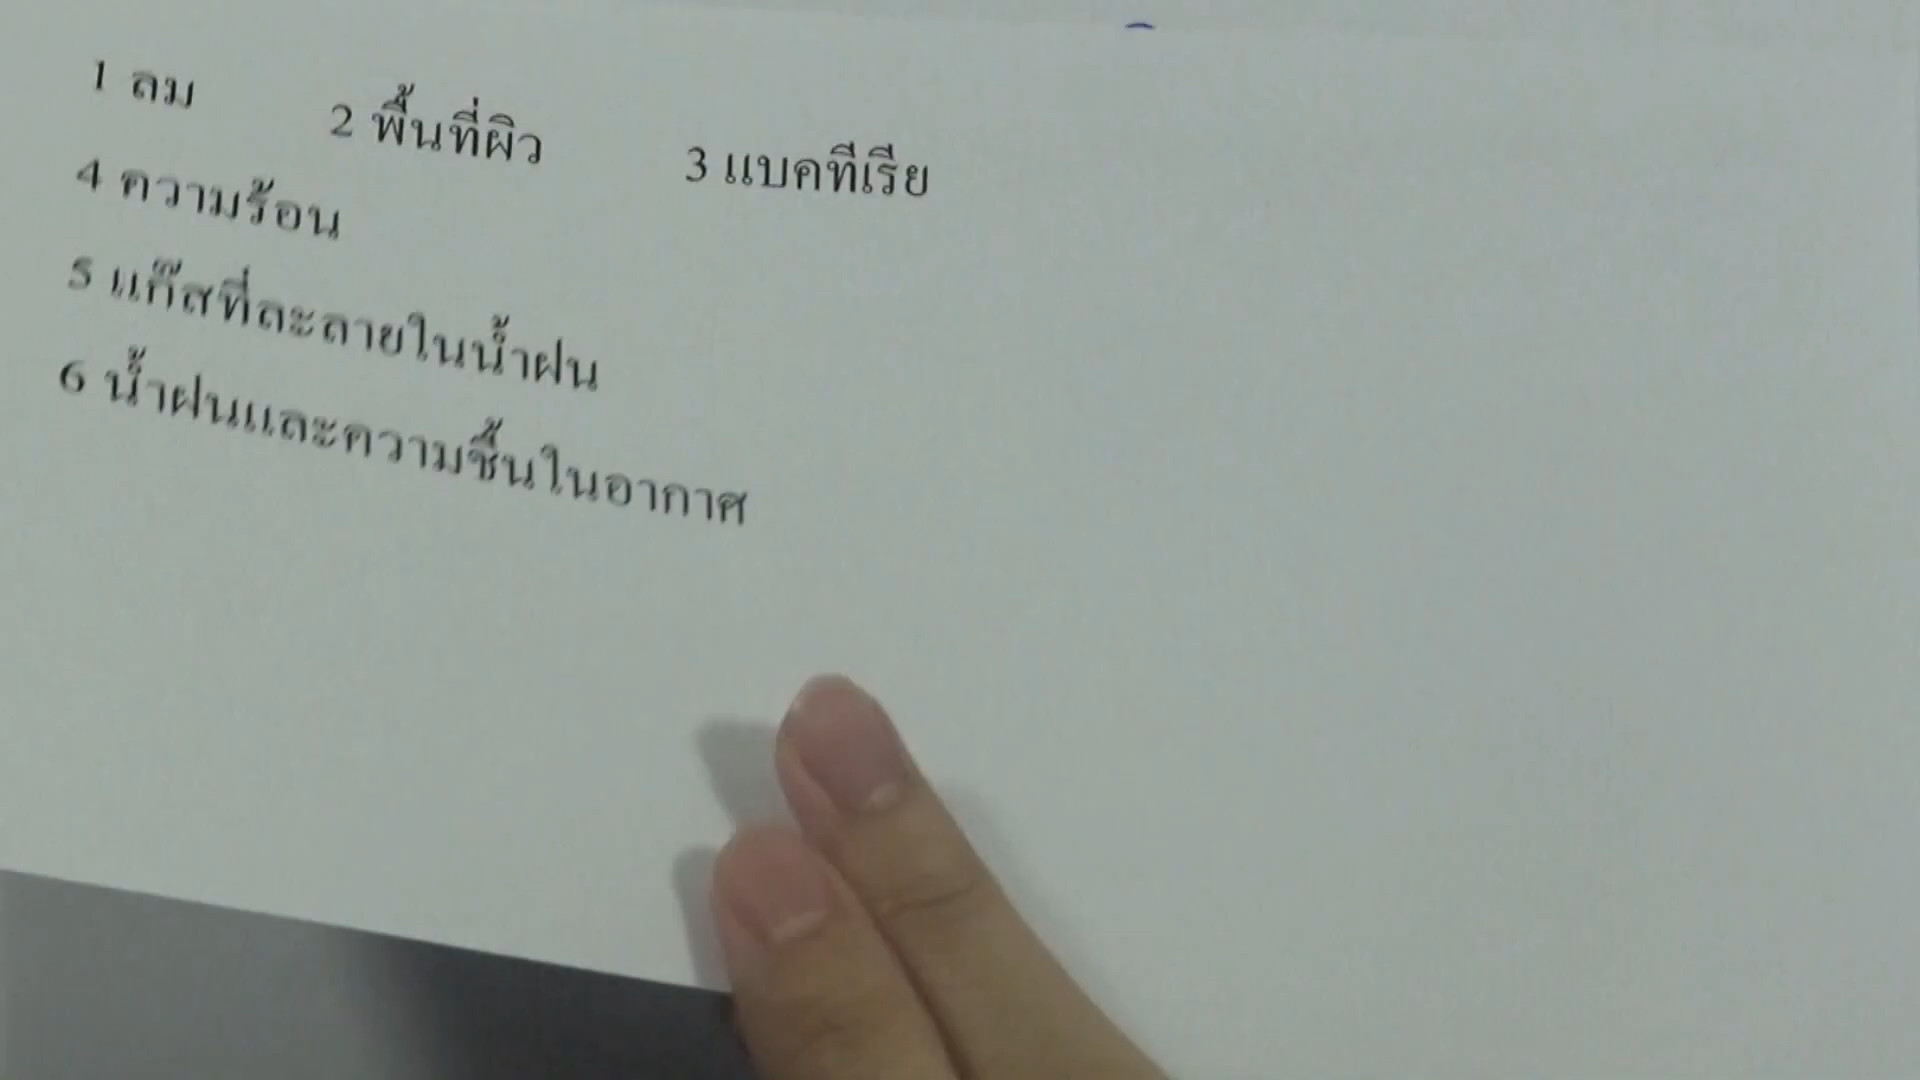 1 ลม 2 พื้นที่ผิว 3 แบคทีเรีย
4 ความร้อน
5 แก๊สที่ละลายในน้ำฝน
6 น้ำฝนและความชื้นในอากาศ